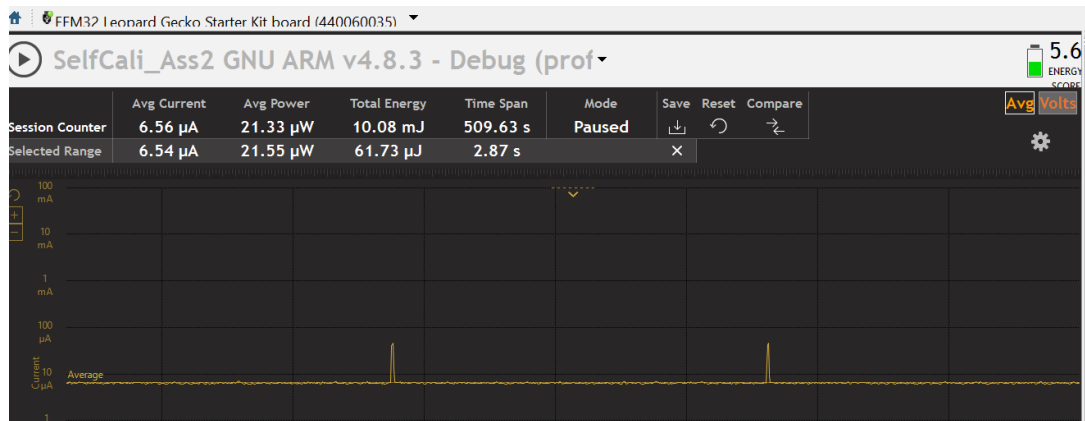 EFM32 Leopard Gecko Starter Kit board (440060035)
SelfCali_Ass2 GNU ARM v4.8.3 - Debug (prof
5.6
ENERGY
SCORE
Avg Current Avg Power Total Energy Time Span Mode Save Reset Compare
Avg Volts
Session Counter 6.56 µA 21.33 µW 10.08 mJ 509.63 s Paused
Selected Range 6.54 µA 21.55 µW 61.73 µJ 2.87 s ×
100
mA
+
−
10
mA
1
mA
100
µA
Current
10
µA
Average
1